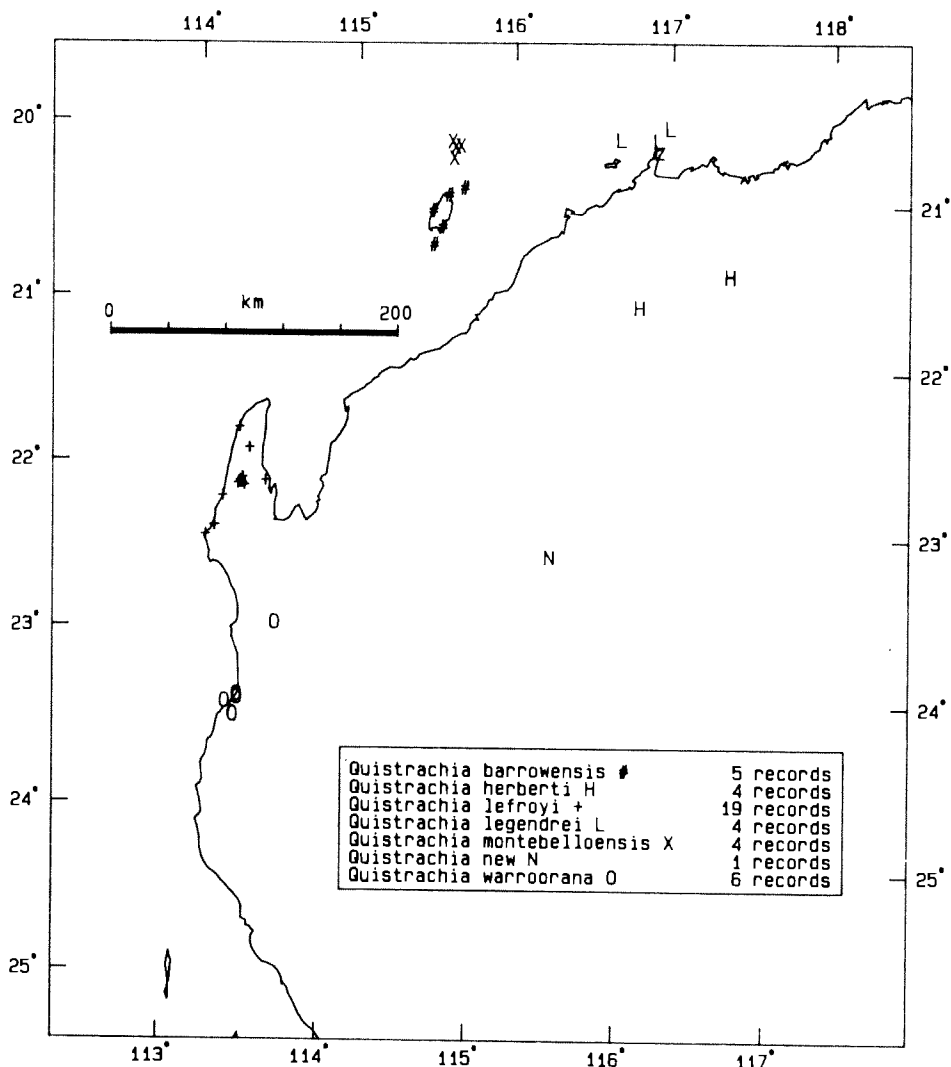 114° 115° 116° 117° 118°
20°
21°
21°
22°
22°
23°
23°
24°
24°
25°
25°
113° 114° 115° 116° 117°
0 km 200
X X X X
# # # # #
L L
H
H
+ + + + + + +
N
O
O O O
Quistrachia barrowensis # 5 records
Quistrachia herberti H 4 records
Quistrachia lefroyi + 19 records
Quistrachia legendrei L 4 records
Quistrachia montebelloensis X 4 records
Quistrachia new N 1 records
Quistrachia warroorana O 6 records